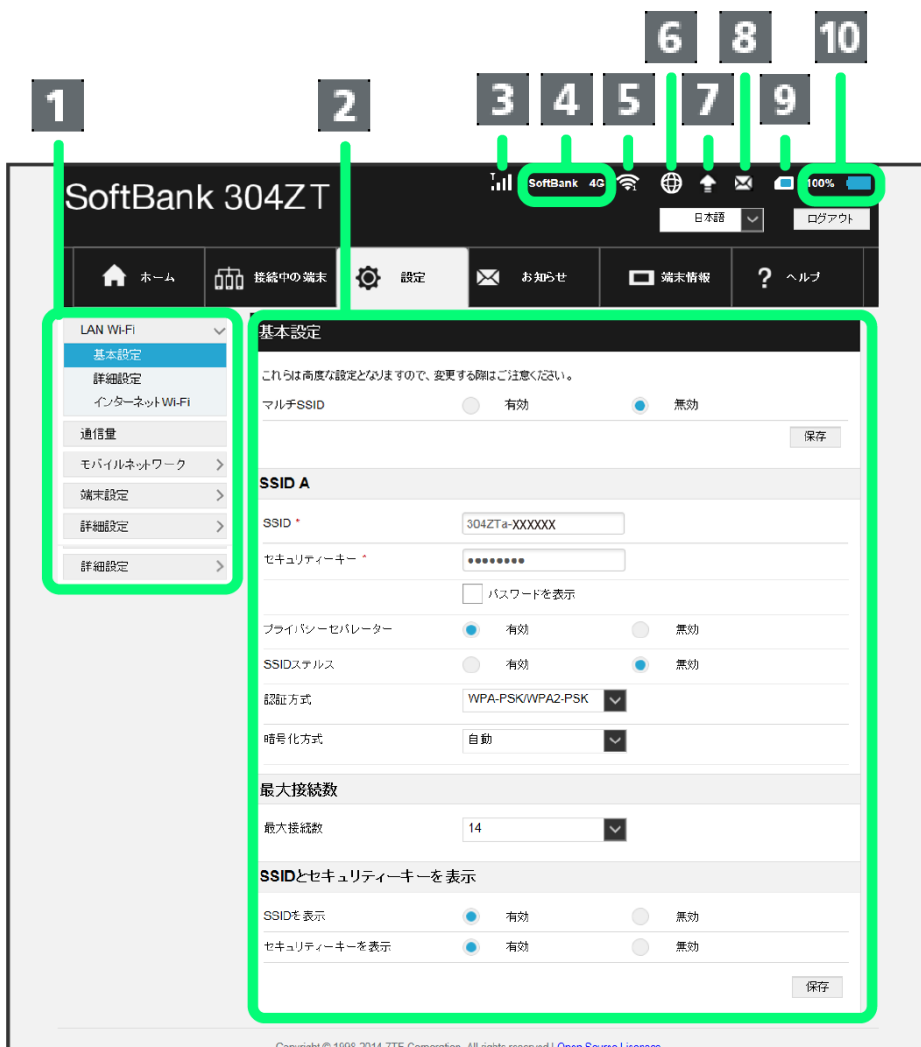 6 8 10
1 2 3 4 5 7 9
SoftBank 304ZT
SoftBank 4G
100%
日本語
ログアウト
ホーム
接続中の端末
設定
お知らせ
端末情報
? ヘルプ
LAN Wi-Fi
基本設定
詳細設定
インターネットWi-Fi
通信量
モバイルネットワーク
端末設定
詳細設定
詳細設定
基本設定
これらは高度な設定となりますので、変更する際はご注意ください。
マルチSSID 有効 無効
保存
SSID A
SSID * 304ZTa-XXXXXX
セキュリティーキー * ●●●●●●●●
パスワードを表示
プライバシーセパレーター 有効 無効
SSIDステルス 有効 無効
認証方式 WPA-PSK/WPA2-PSK
暗号化方式 自動
最大接続数
最大接続数 14
SSIDとセキュリティーキーを表示
SSIDを表示 有効 無効
セキュリティーキーを表示 有効 無効
保存
Copyright © 1998-2014 ZTE Corporation. All rights reserved | Open Source Licenses